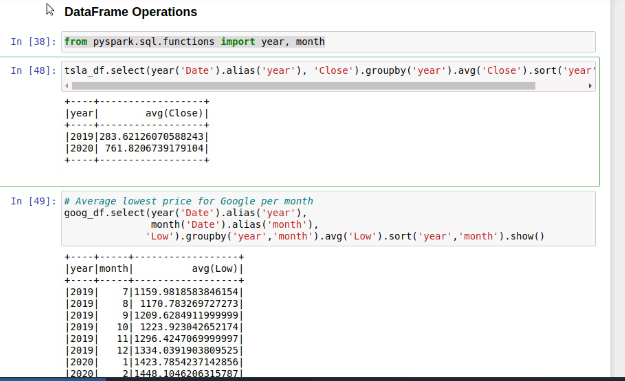 DataFrame Operations
In [38]: from pyspark.sql.functions import year, month
In [48]: tsla_df.select(year('Date').alias('year'), 'Close').groupby('year').avg('Close').sort('year'
+----+------------------+
|year|        avg(Close)|
+----+------------------+
|2019|283.62126070588243|
|2020| 761.8206739179104|
+----+------------------+
In [49]: # Average lowest price for Google per month
goog_df.select(year('Date').alias('year'),
month('Date').alias('month'),
'Low').groupby('year','month').avg('Low').sort('year','month').show()
+----+-----+------------------+
|year|month|          avg(Low)|
+----+-----+------------------+
|2019|    7|1159.9818583846154|
|2019|    8| 1170.783269727273|
|2019|    9|1209.6284911999999|
|2019|   10| 1223.923042652174|
|2019|   11|1296.4247069999997|
|2019|   12|1334.0391903809525|
|2020|    1|1423.7854237142856|
|2020|    2|1448.1046206315787|